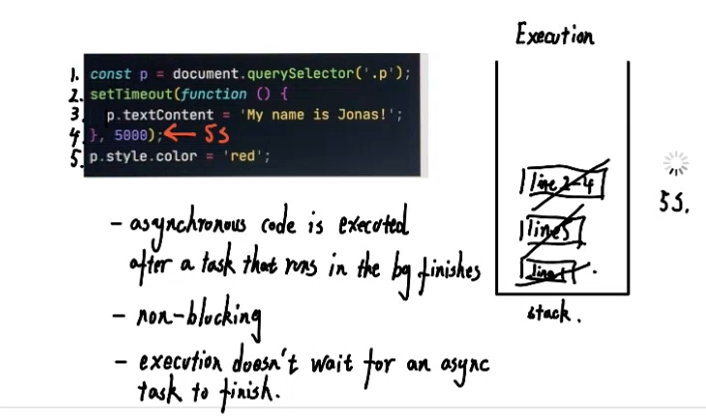 Execution
1. const p = document.querySelector('.p');
2. setTimeout(function () {
3. p.textContent = 'My name is Jonas!';
4. }, 5000); ← 5s
5. p.style.color = 'red';
line 2-4
line 5
line 1
5s.
stack.
- asynchronous code is executed
after a task that runs in the bg finishes
- non-blocking
- execution doesn't wait for an async
task to finish.